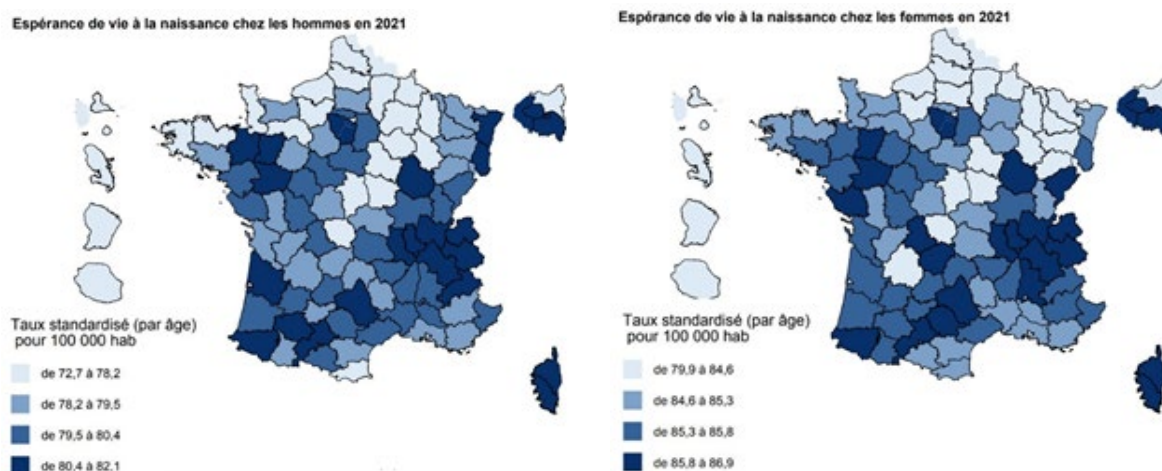 Espérance de vie à la naissance chez les hommes en 2021
Taux standardisé (par âge)
pour 100 000 hab
de 72,7 à 78,2
de 78,2 à 79,5
de 79,5 à 80,4
de 80,4 à 82,1
Espérance de vie à la naissance chez les femmes en 2021
Taux standardisé (par âge)
pour 100 000 hab
de 79,9 à 84,6
de 84,6 à 85,3
de 85,3 à 85,8
de 85,8 à 86,9